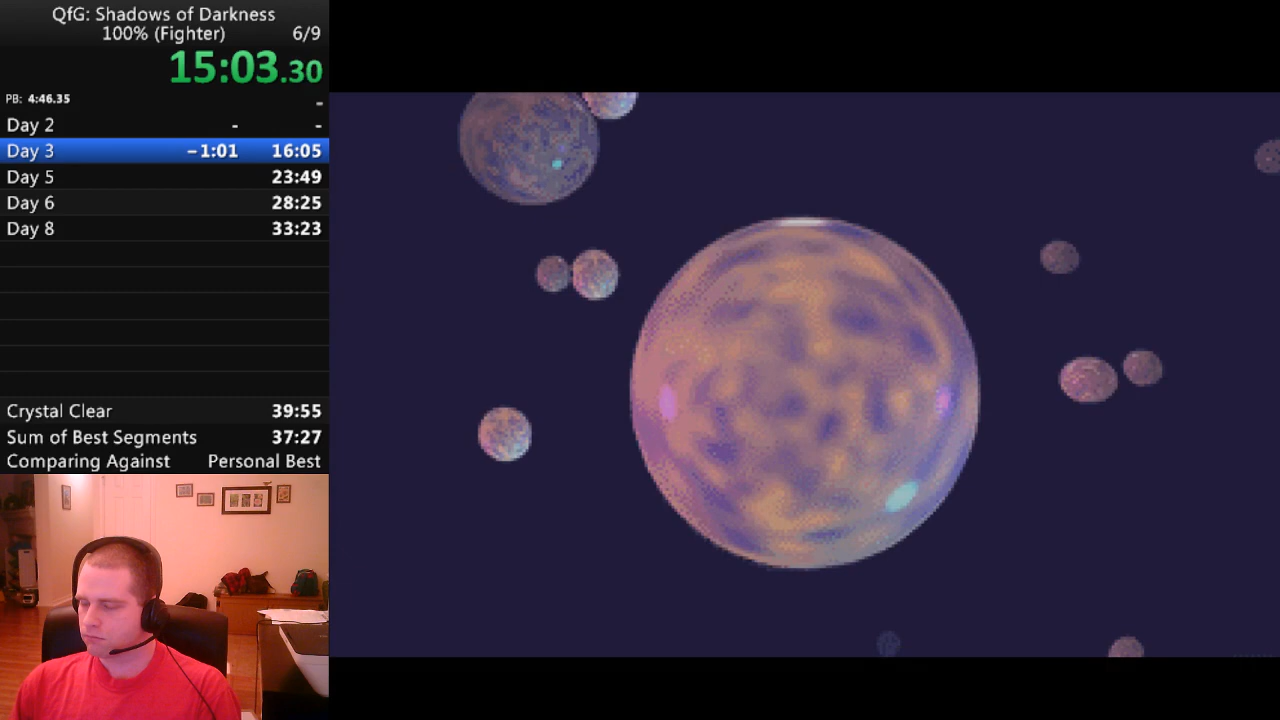 QfG: Shadows of Darkness
100% (Fighter) 6/9
15:03.30
PB: 4:46.35 -
Day 2 - -
Day 3 -1:01 16:05
Day 5 23:49
Day 6 28:25
Day 8 33:23
Crystal Clear 39:55
Sum of Best Segments 37:27
Comparing Against Personal Best